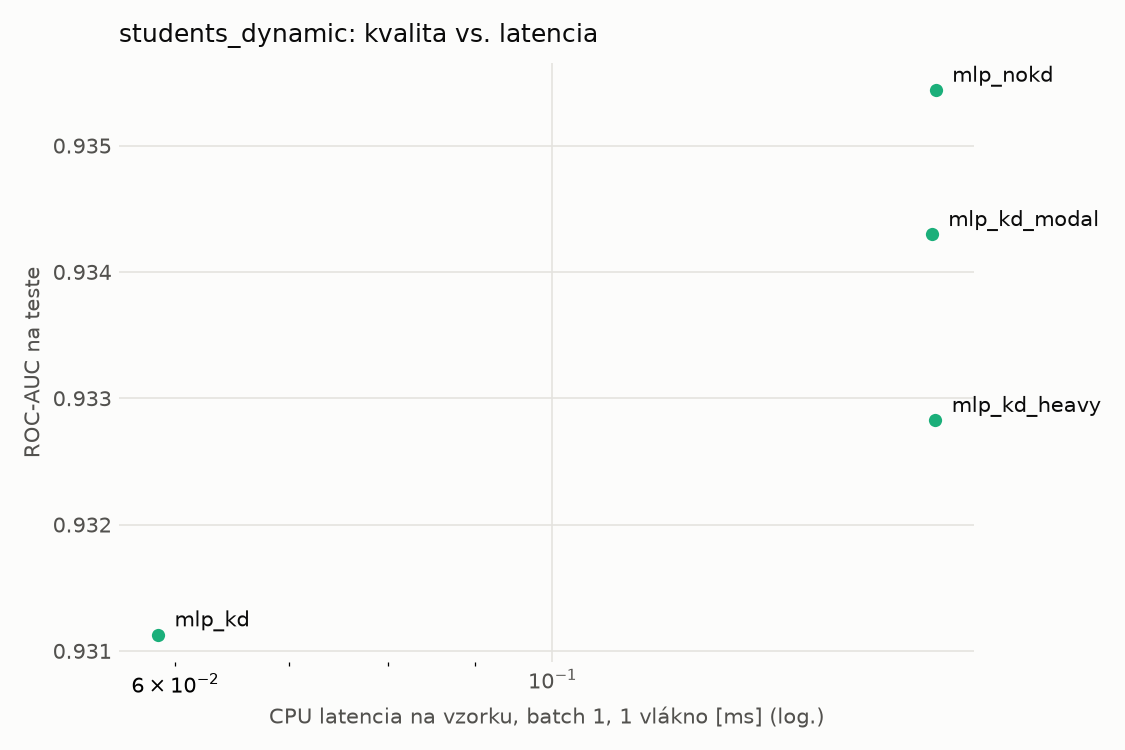 students_dynamic: kvalita vs. latencia
mlp_nokd
0.935
mlp_kd_modal
0.934
ROC-AUC na teste
0.933
mlp_kd_heavy
0.932
mlp_kd
0.931
6 × 10⁻²
10⁻¹
CPU latencia na vzorku, batch 1, 1 vlákno [ms] (log.)